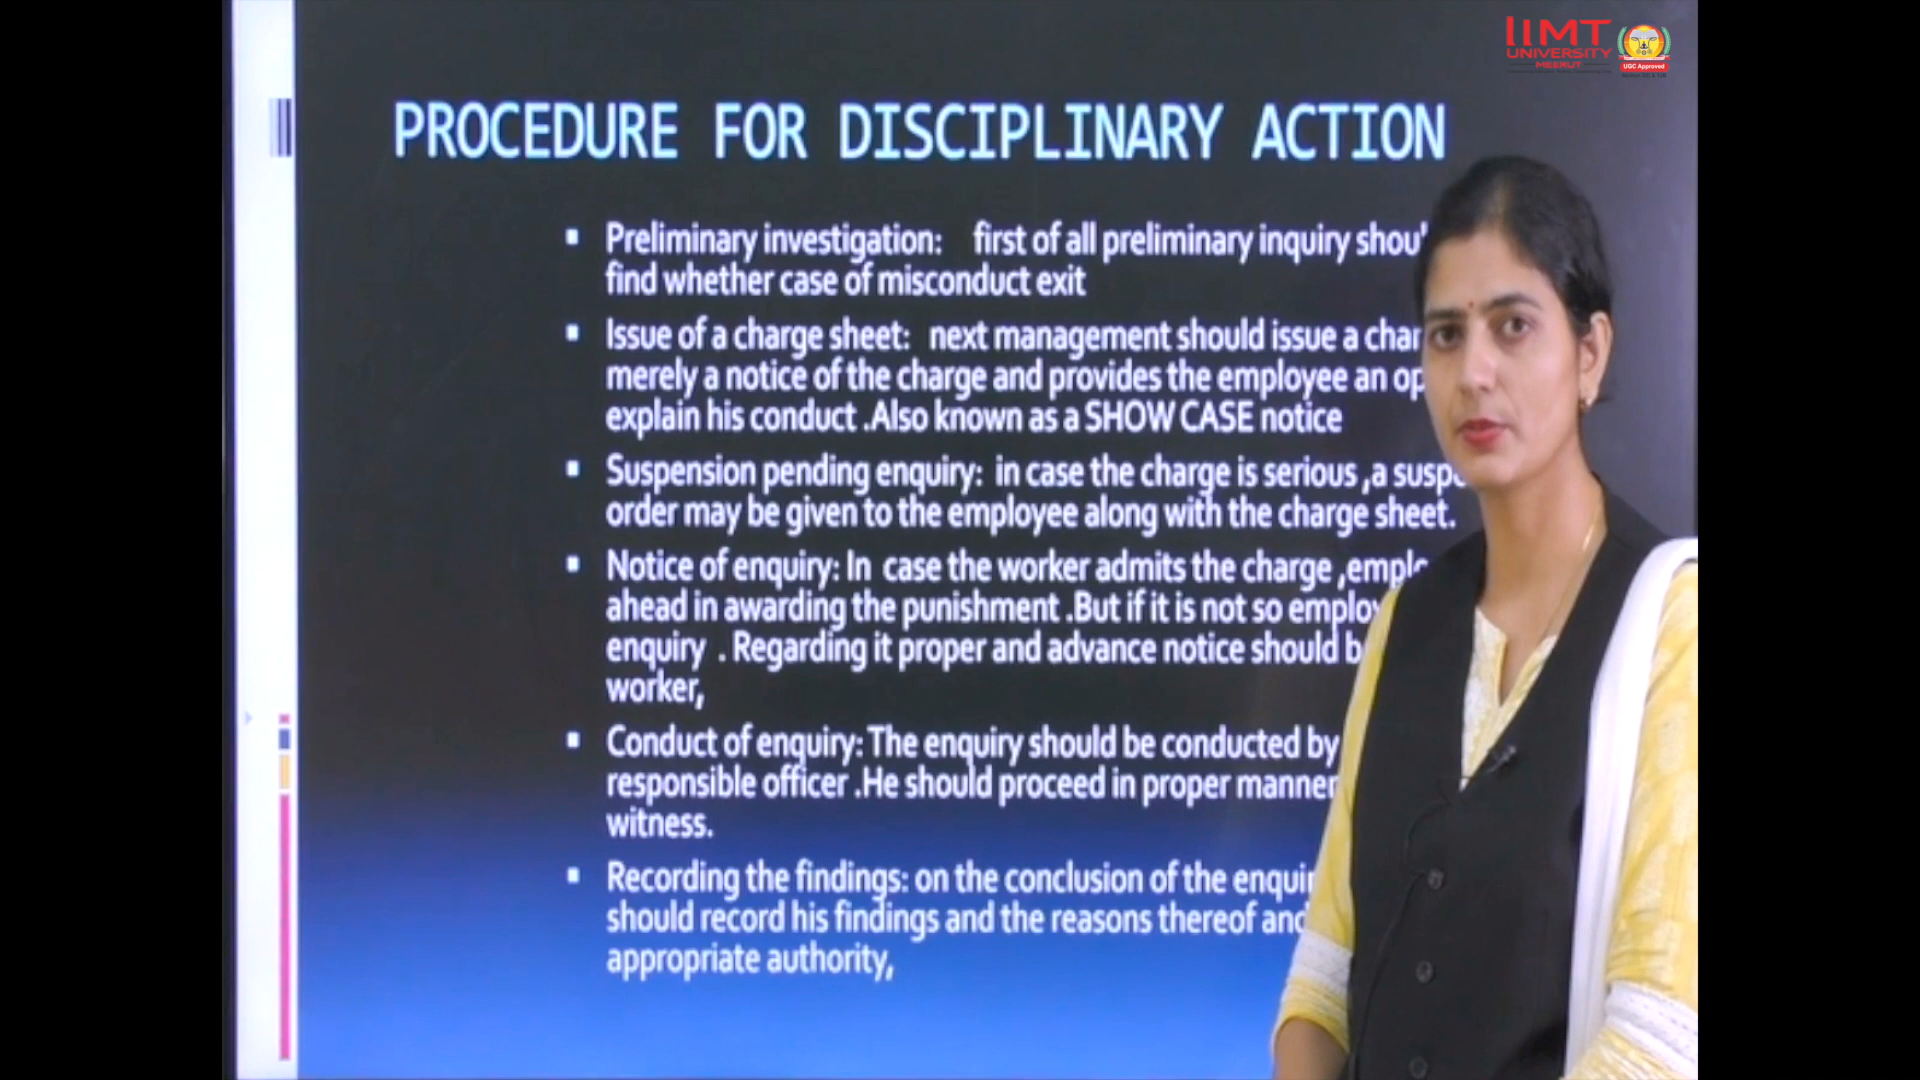 IIMT
UNIVERSITY
MEERUT
UGC Approved
PROCEDURE FOR DISCIPLINARY ACTION
Preliminary investigation: first of all preliminary inquiry
find whether case of misconduct exit
Issue of a charge sheet: next management should issue a
merely a notice of the charge and provides the employee an
explain his conduct .Also known as a SHOW CASE notice
Suspension pending enquiry: in case the charge is serious ,a
order may be given to the employee along with the charge sheet.
Notice of enquiry: In case the worker admits the charge ,
ahead in awarding the punishment .But if it is not so
enquiry . Regarding it proper and advance notice should
worker,
Conduct of enquiry: The enquiry should be conducted by
responsible officer .He should proceed in proper manner
witness.
Recording the findings: on the conclusion of the
should record his findings and the reasons thereof and
appropriate authority,